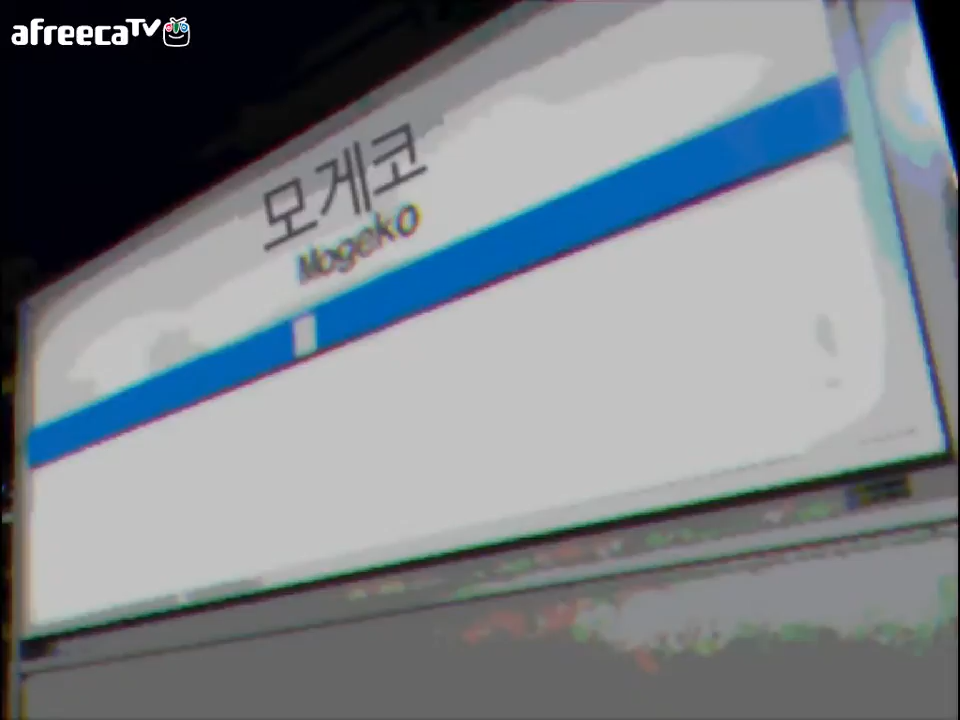 afreecaTV
모게코
Mogeko